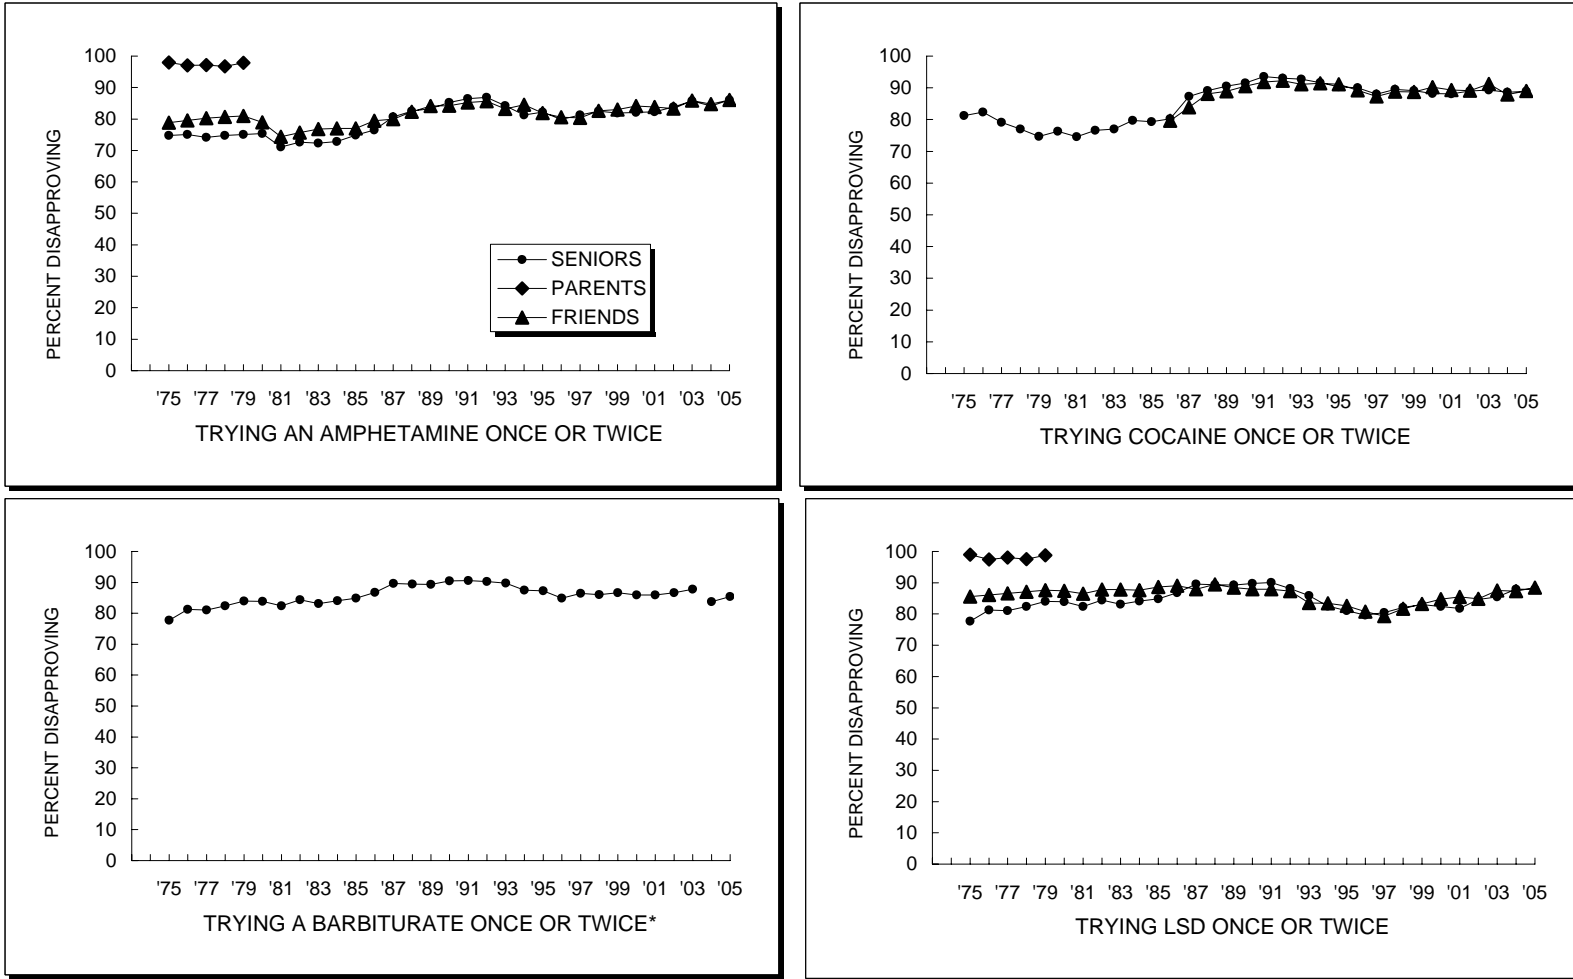 PERCENT DISAPPROVING
100
90
80
70
60
50
40
30
20
10
0
SENIORS
PARENTS
FRIENDS
'75 '77 '79 '81 '83 '85 '87 '89 '91 '93 '95 '97 '99 '01 '03 '05
TRYING AN AMPHETAMINE ONCE OR TWICE
PERCENT DISAPPROVING
100
90
80
70
60
50
40
30
20
10
0
'75 '77 '79 '81 '83 '85 '87 '89 '91 '93 '95 '97 '99 '01 '03 '05
TRYING COCAINE ONCE OR TWICE
PERCENT DISAPPROVING
100
90
80
70
60
50
40
30
20
10
0
'75 '77 '79 '81 '83 '85 '87 '89 '91 '93 '95 '97 '99 '01 '03 '05
TRYING A BARBITURATE ONCE OR TWICE*
PERCENT DISAPPROVING
100
90
80
70
60
50
40
30
20
10
0
'75 '77 '79 '81 '83 '85 '87 '89 '91 '93 '95 '97 '99 '01 '03 '05
TRYING LSD ONCE OR TWICE